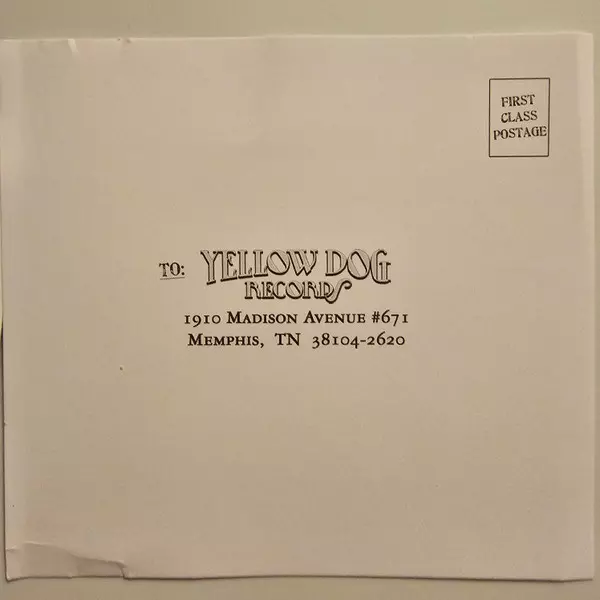 FIRST
CLASS
POSTAGE
TO: YELLOW DOG
RECORDS
1910 MADISON AVENUE #671
MEMPHIS, TN 38104-2620